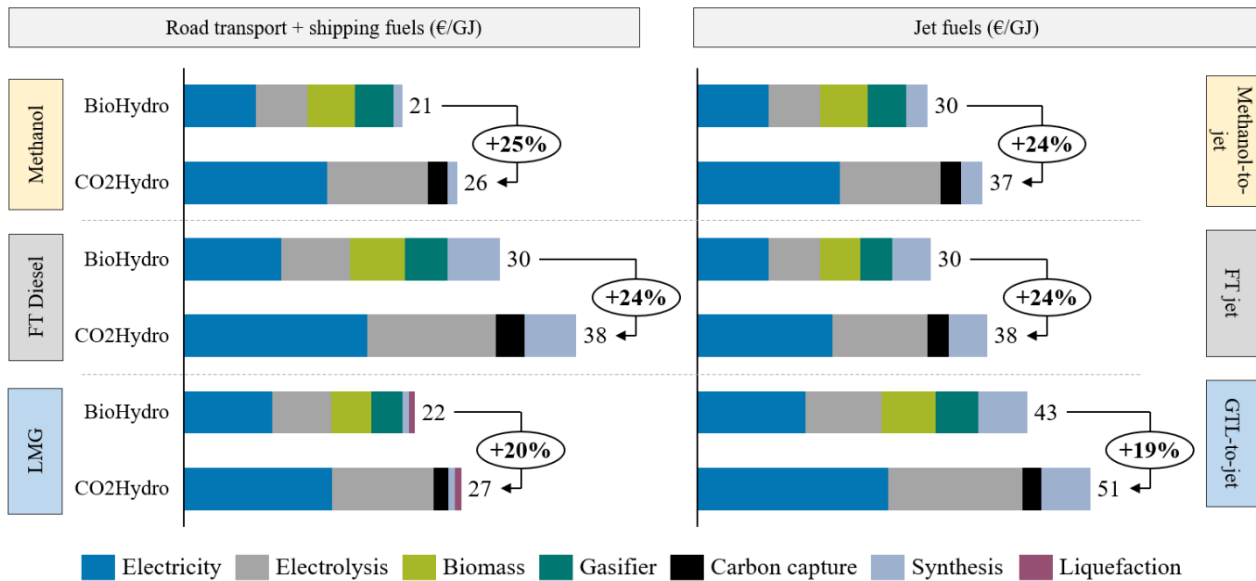 Road transport + shipping fuels (€/GJ)
Jet fuels (€/GJ)
Methanol
BioHydro
21
+25%
CO2Hydro
26
30
+24%
37
Methanol-to-
jet
FT Diesel
BioHydro
30
+24%
CO2Hydro
38
30
+24%
38
FT jet
LMG
BioHydro
22
+20%
CO2Hydro
27
43
+19%
51
GTL-to-jet
Electricity
Electrolysis
Biomass
Gasifier
Carbon capture
Synthesis
Liquefaction